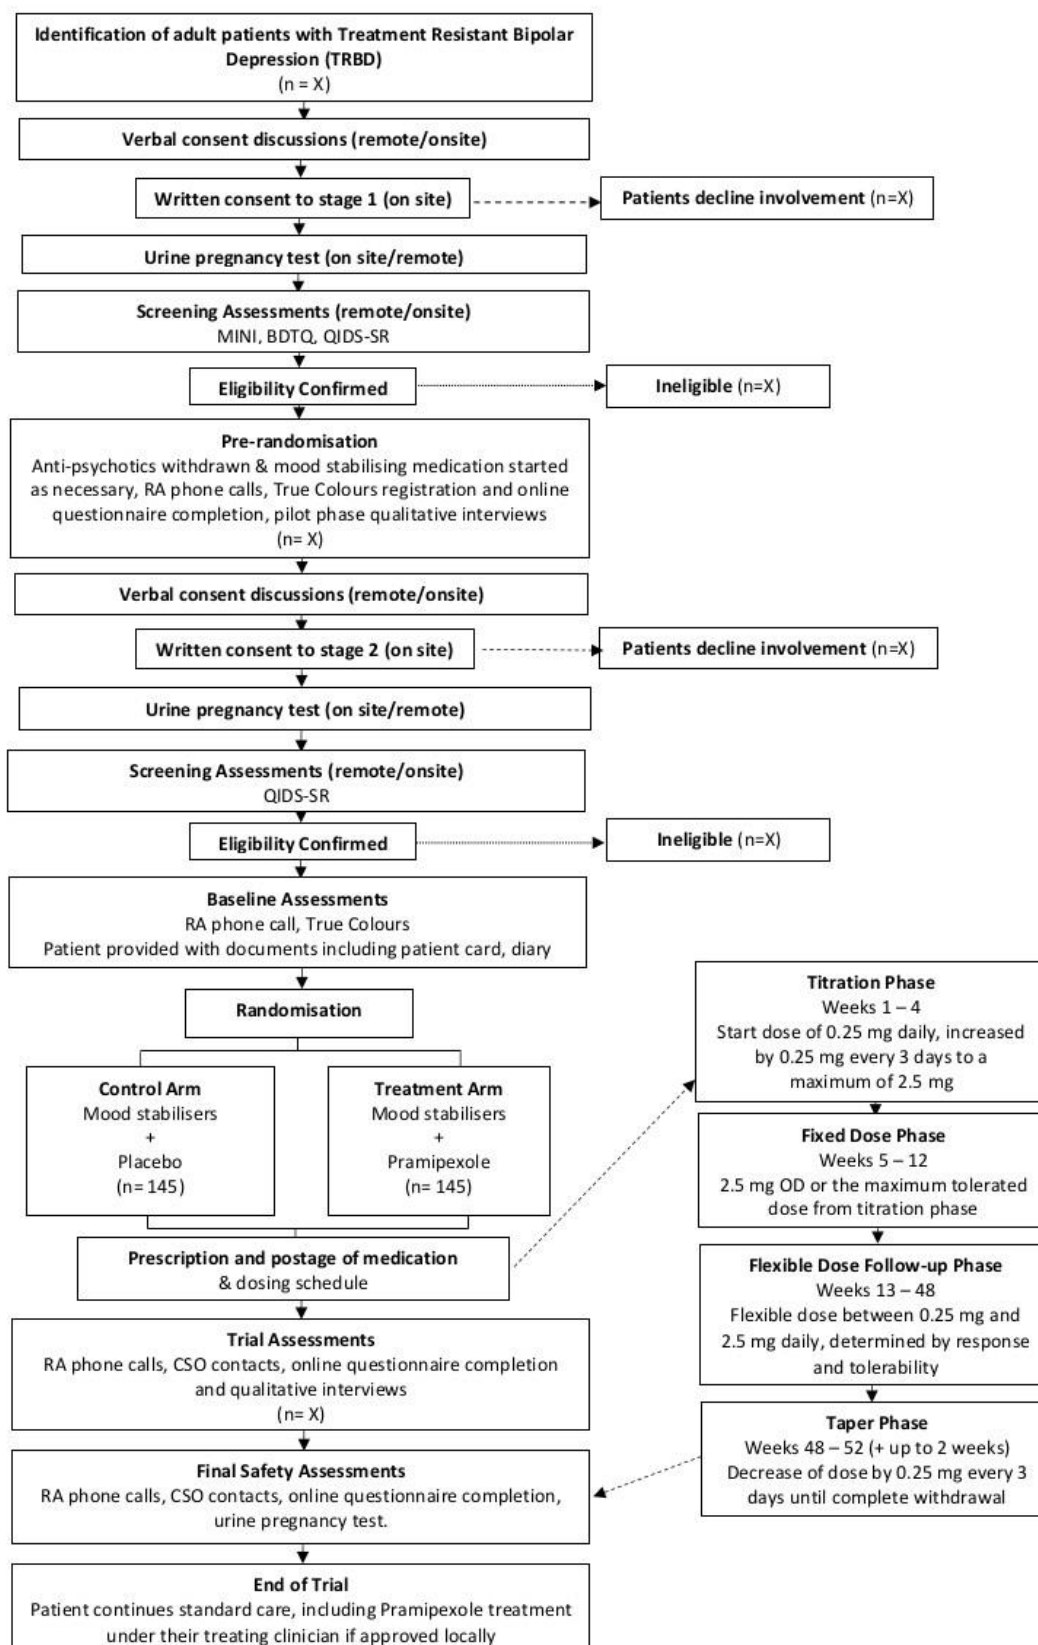 Identification of adult patients with Treatment Resistant Bipolar
Depression (TRBD)
(n = X)
Verbal consent discussions (remote/onsite)
Written consent to stage 1 (on site)
Patients decline involvement (n=X)
Urine pregnancy test (on site/remote)
Screening Assessments (remote/onsite)
MINI, BDTQ, QIDS-SR
Eligibility Confirmed
Ineligible (n=X)
Pre-randomisation
Anti-psychotics withdrawn & mood stabilising medication started
as necessary, RA phone calls, True Colours registration and online
questionnaire completion, pilot phase qualitative interviews
(n= X)
Verbal consent discussions (remote/onsite)
Written consent to stage 2 (on site)
Patients decline involvement (n=X)
Urine pregnancy test (on site/remote)
Screening Assessments (remote/onsite)
QIDS-SR
Eligibility Confirmed
Ineligible (n=X)
Baseline Assessments
RA phone call, True Colours
Patient provided with documents including patient card, diary
Randomisation
Control Arm
Mood stabilisers
+
Placebo
(n= 145)
Treatment Arm
Mood stabilisers
+
Pramipexole
(n= 145)
Prescription and postage of medication
& dosing schedule
Titration Phase
Weeks 1 – 4
Start dose of 0.25 mg daily, increased
by 0.25 mg every 3 days to a
maximum of 2.5 mg
Fixed Dose Phase
Weeks 5 – 12
2.5 mg OD or the maximum tolerated
dose from titration phase
Flexible Dose Follow-up Phase
Weeks 13 – 48
Flexible dose between 0.25 mg and
2.5 mg daily, determined by response
and tolerability
Taper Phase
Weeks 48 – 52 (+ up to 2 weeks)
Decrease of dose by 0.25 mg every 3
days until complete withdrawal
Trial Assessments
RA phone calls, CSO contacts, online questionnaire completion
and qualitative interviews
(n= X)
Final Safety Assessments
RA phone calls, CSO contacts, online questionnaire completion,
urine pregnancy test.
End of Trial
Patient continues standard care, including Pramipexole treatment
under their treating clinician if approved locally